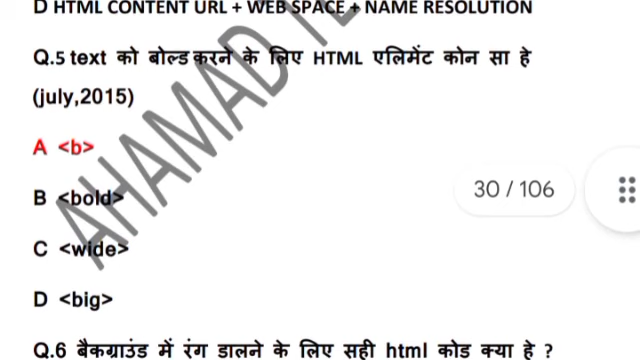 D HTML CONTENT URL + WEB SPACE + NAME RESOLUTION
Q.5 text को बोल्ड करने के लिए HTML एलिमेंट कोन सा हे
(july,2015)
A <b>
B <bold>
30 / 106
C <wide>
D <big>
Q.6 बैकग्राउंड में रंग डालने के लिए सही html कोड क्या हे ?
AHAMAD